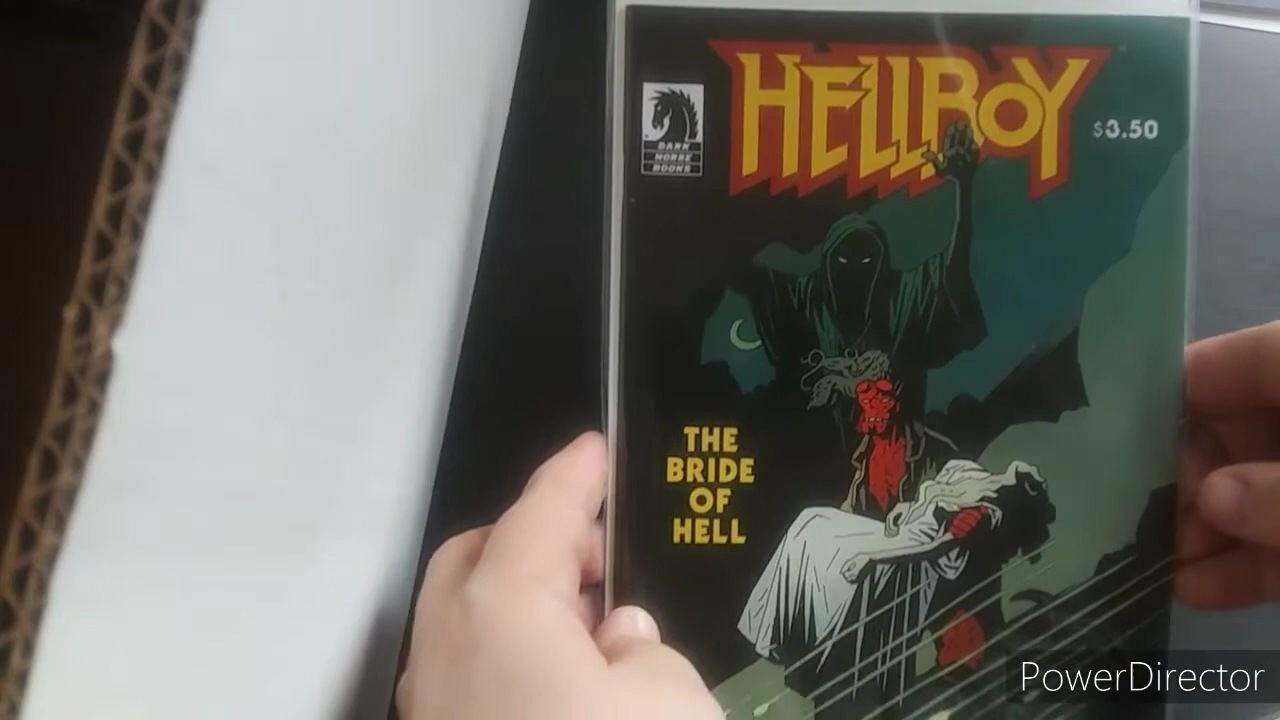 HELLBOY
$3.50
DARK
HORSE
BOOKS
THE
BRIDE
OF
HELL
PowerDirector